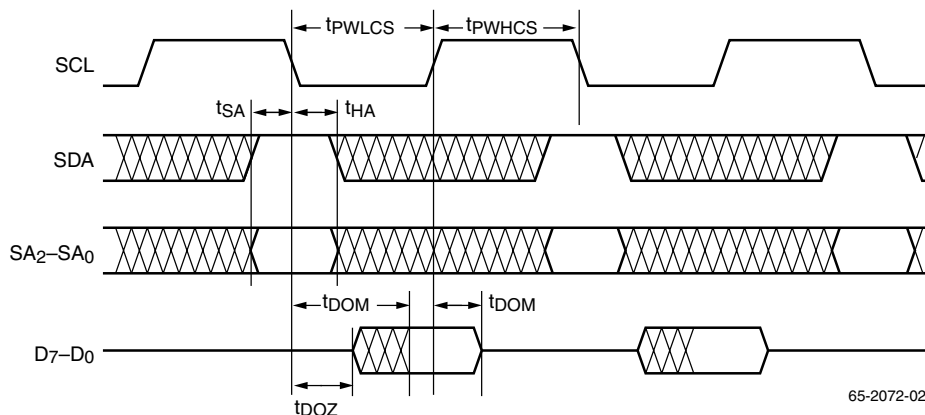 tPWLCS tPWHCS
SCL
tSA tHA
SDA
SA2–SA0
tDOM tDOM
D7–D0
tDOZ
65-2072-02